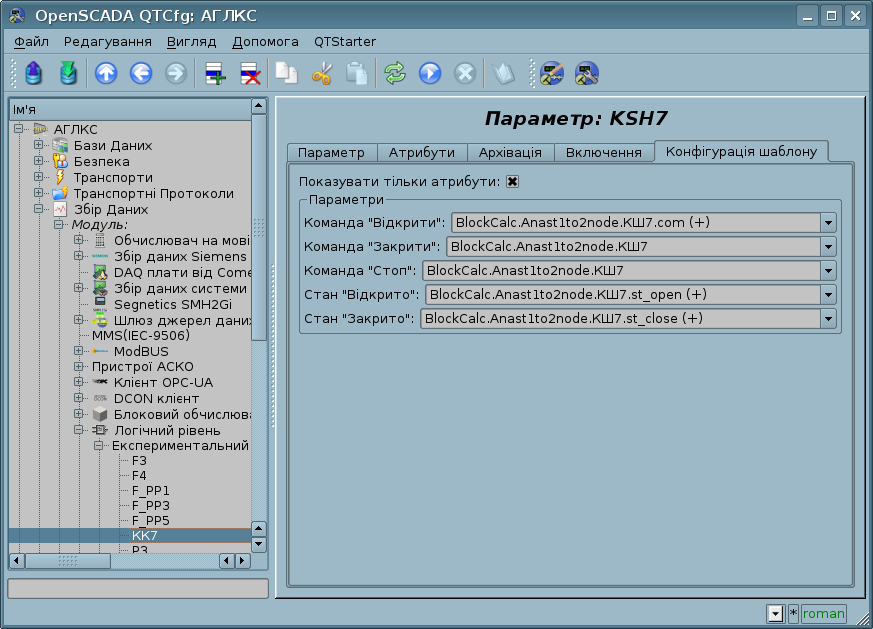 OpenSCADA QTCfg: АГЛКС
Файл Редагування Вигляд Допомога QTStarter
Ім'я
АГЛКС
Бази Даних
Безпека
Транспорти
Транспортні Протоколи
Збір Даних
Модуль:
Обчислювач на мові
Збір даних Siemens
DAQ плати від Come
Збір даних системи
Segnetics SMH2Gi
Шлюз джерел дани
MMS(IEC-9506)
ModBUS
Пристрої АСКО
Клієнт OPC-UA
DCON клієнт
Блоковий обчислюва
Логічний рівень
Експериментальний
F3
F4
F_PP1
F_PP3
F_PP5
KK7
P3
Параметр: KSH7
Параметр Атрибути Архівація Включення Конфігурація шаблону
Показувати тільки атрибути:
Параметри
Команда "Відкрити": BlockCalc.Anast1to2node.КШ7.com (+)
Команда "Закрити": BlockCalc.Anast1to2node.КШ7
Команда "Стоп": BlockCalc.Anast1to2node.КШ7
Стан "Відкрито": BlockCalc.Anast1to2node.КШ7.st_open (+)
Стан "Закрито": BlockCalc.Anast1to2node.КШ7.st_close (+)
* roman